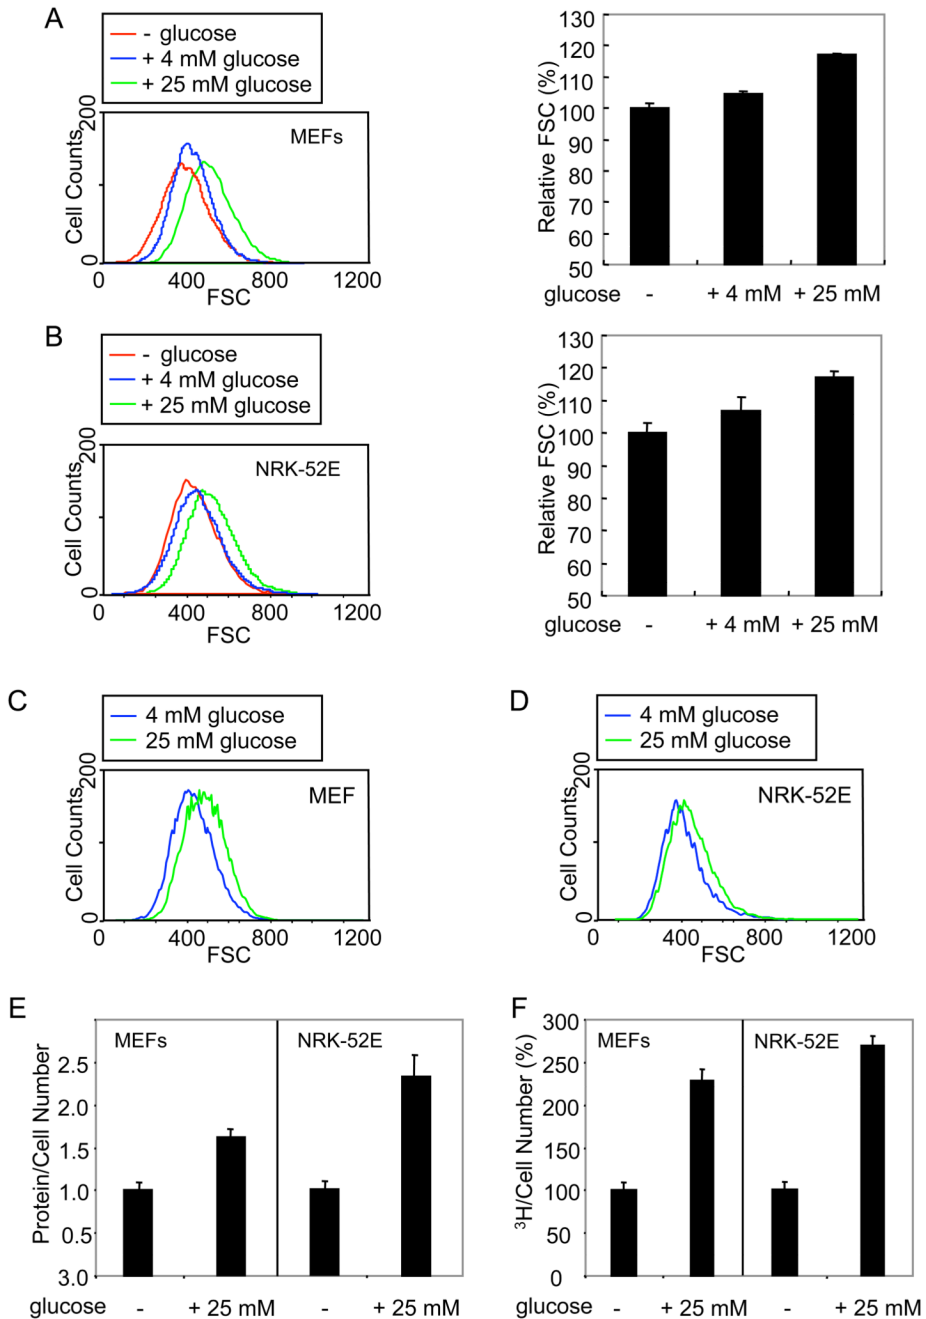 A
- glucose
+ 4 mM glucose
+ 25 mM glucose
MEFs
200
Cell Counts
0
0 400 800 1200
FSC
130
120
110
100
90
80
70
60
50
Relative FSC (%)
glucose - + 4 mM + 25 mM
B
- glucose
+ 4 mM glucose
+ 25 mM glucose
NRK-52E
200
Cell Counts
0
0 400 800 1200
FSC
130
120
110
100
90
80
70
60
50
Relative FSC (%)
glucose - + 4 mM + 25 mM
C
4 mM glucose
25 mM glucose
MEF
200
Cell Counts
0
0 400 800 1200
FSC
D
4 mM glucose
25 mM glucose
NRK-52E
200
Cell Counts
0
0 400 800 1200
FSC
E
MEFs NRK-52E
2.5
2.0
1.5
1.0
0.5
3.0
Protein/Cell Number
glucose - + 25 mM - + 25 mM
F
MEFs NRK-52E
300
250
200
150
100
50
0
³H/Cell Number (%)
glucose - + 25 mM - + 25 mM